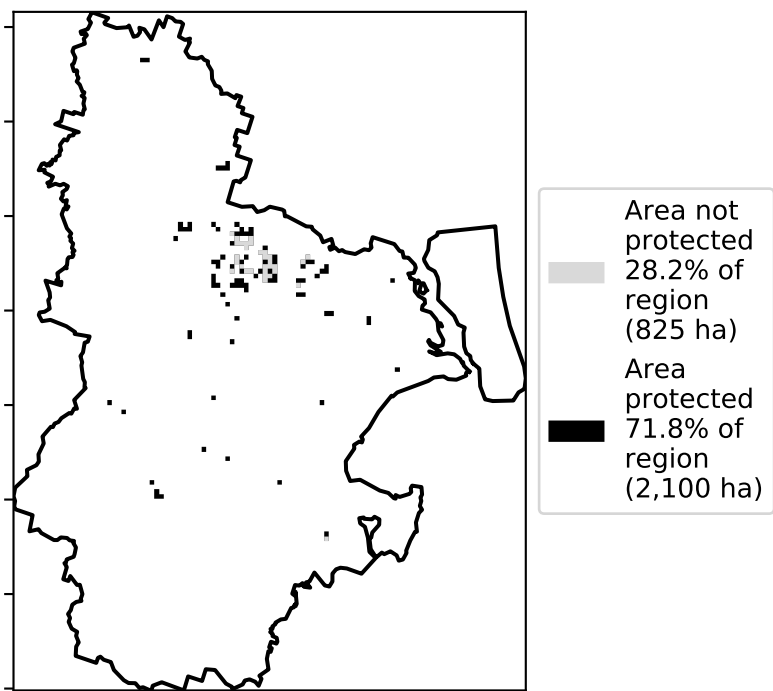 Area not
protected
28.2% of
region
(825 ha)
Area
protected
71.8% of
region
(2,100 ha)